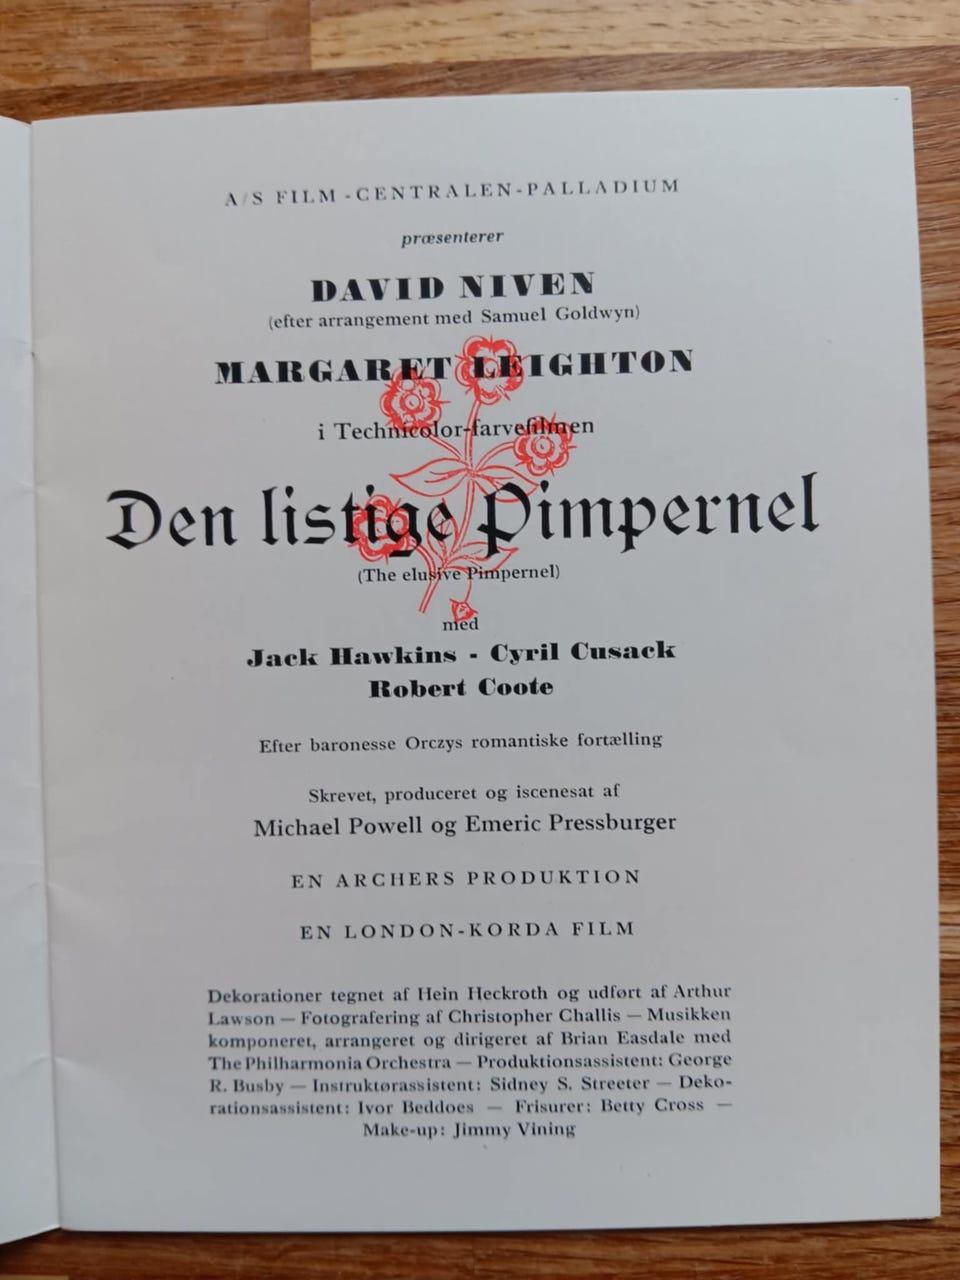 A/S FILM-CENTRALEN-PALLADIUM
præsenterer
DAVID NIVEN
(efter arrangement med Samuel Goldwyn)
MARGARET LEIGHTON
i Technicolor-farvefilmen
Den listige Pimpernel
(The elusive Pimpernel)
med
Jack Hawkins - Cyril Cusack
Robert Coote
Efter baronesse Orczys romantiske fortælling
Skrevet, produceret og iscenesat af
Michael Powell og Emeric Pressburger
EN ARCHERS PRODUKTION
EN LONDON-KORDA FILM
Dekorationer tegnet af Hein Heckroth og udført af Arthur
Lawson — Fotografering af Christopher Challis — Musikken
komponeret, arrangeret og dirigeret af Brian Easdale med
The Philharmonia Orchestra — Produktionsassistent: George
R. Busby — Instruktørassistent: Sidney S. Streeter — Deko-
rationsassistent: Ivor Beddoes — Frisurer: Betty Cross —
Make-up: Jimmy Vining